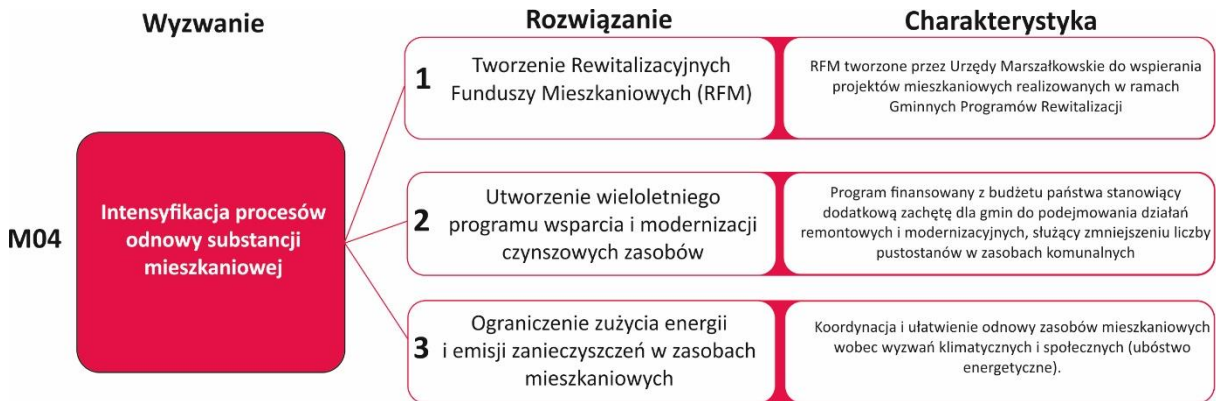 Wyzwanie
Rozwiązanie
Charakterystyka
M04
Intensyfikacja procesów
odnowy substancji
mieszkaniowej
1
Tworzenie Rewitalizacyjnych
Funduszy Mieszkaniowych (RFM)
RFM tworzone przez Urzędy Marszałkowskie do wspierania
projektów mieszkaniowych realizowanych w ramach
Gminnych Programów Rewitalizacji
2
Utworzenie wieloletniego
programu wsparcia i modernizacji
czynszowych zasobów
Program finansowany z budżetu państwa stanowiący
dodatkową zachętę dla gmin do podejmowania działań
remontowych i modernizacyjnych, służący zmniejszeniu liczby
pustostanów w zasobach komunalnych
3
Ograniczenie zużycia energii
i emisji zanieczyszczeń w zasobach
mieszkaniowych
Koordynacja i ułatwienie odnowy zasobów mieszkaniowych
wobec wyzwań klimatycznych i społecznych (ubóstwo
energetyczne).